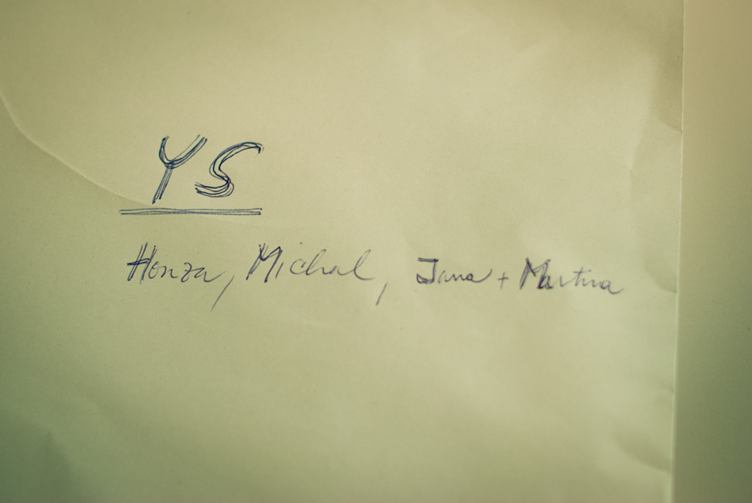 YS
Honza, Michal, Jana + Martina